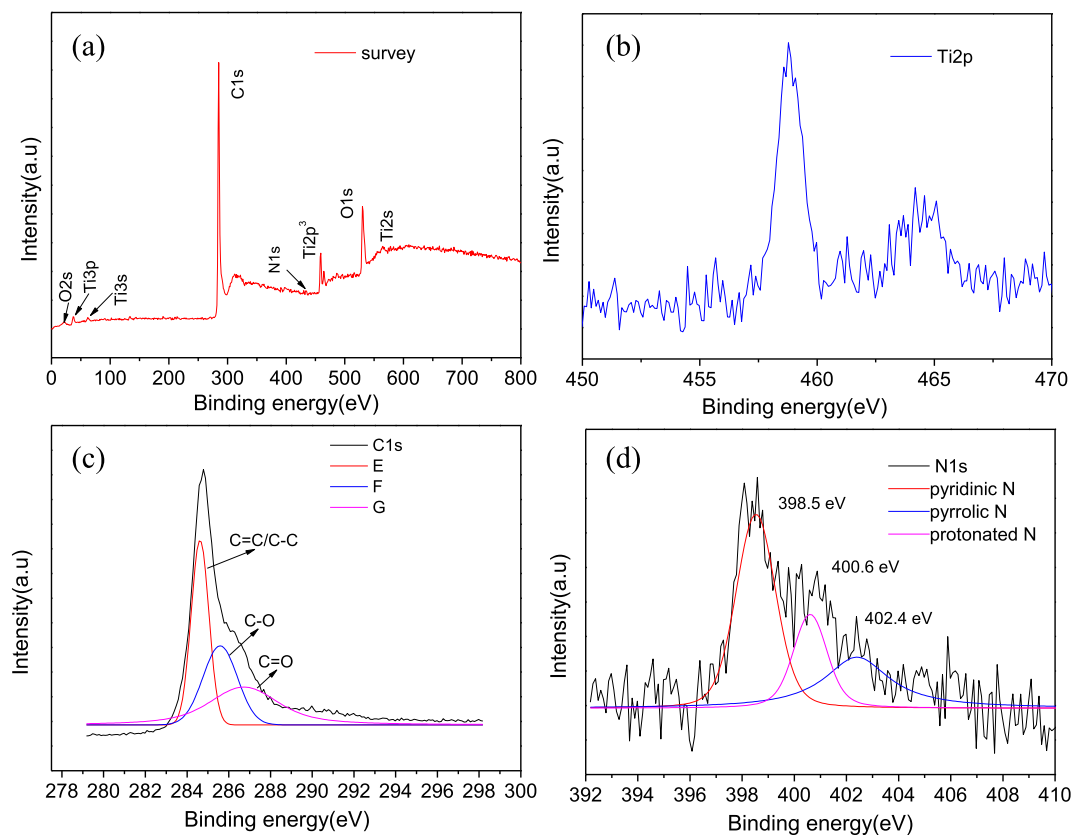 (a)
survey
C1s
O1s
Ti2p3
Ti2s
N1s
O2s
Ti3p
Ti3s
Intensity(a.u)
0 100 200 300 400 500 600 700 800
Binding energy(eV)
(b)
Ti2p
Intensity(a.u)
450 455 460 465 470
Binding energy(eV)
(c)
C1s
E
F
G
C=C/C-C
C-O
C=O
Intensity(a.u)
278 280 282 284 286 288 290 292 294 296 298 300
Binding energy(eV)
(d)
N1s
pyridinic N
pyrrolic N
protonated N
398.5 eV
400.6 eV
402.4 eV
Intensity(a.u)
392 394 396 398 400 402 404 406 408 410
Binding energy(eV)